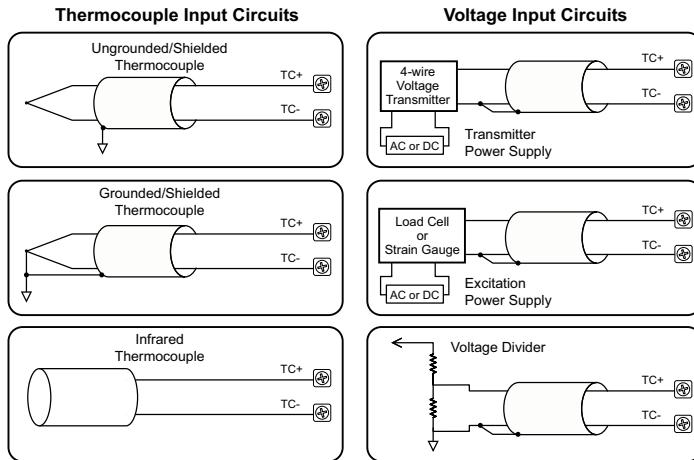 Thermocouple Input Circuits
Ungrounded/Shielded
Thermocouple
TC+
TC-
Grounded/Shielded
Thermocouple
TC+
TC-
Infrared
Thermocouple
TC+
TC-
Voltage Input Circuits
4-wire
Voltage
Transmitter
TC+
TC-
AC or DC
Transmitter
Power Supply
Load Cell
or
Strain Gauge
TC+
TC-
AC or DC
Excitation
Power Supply
Voltage Divider
TC+
TC-